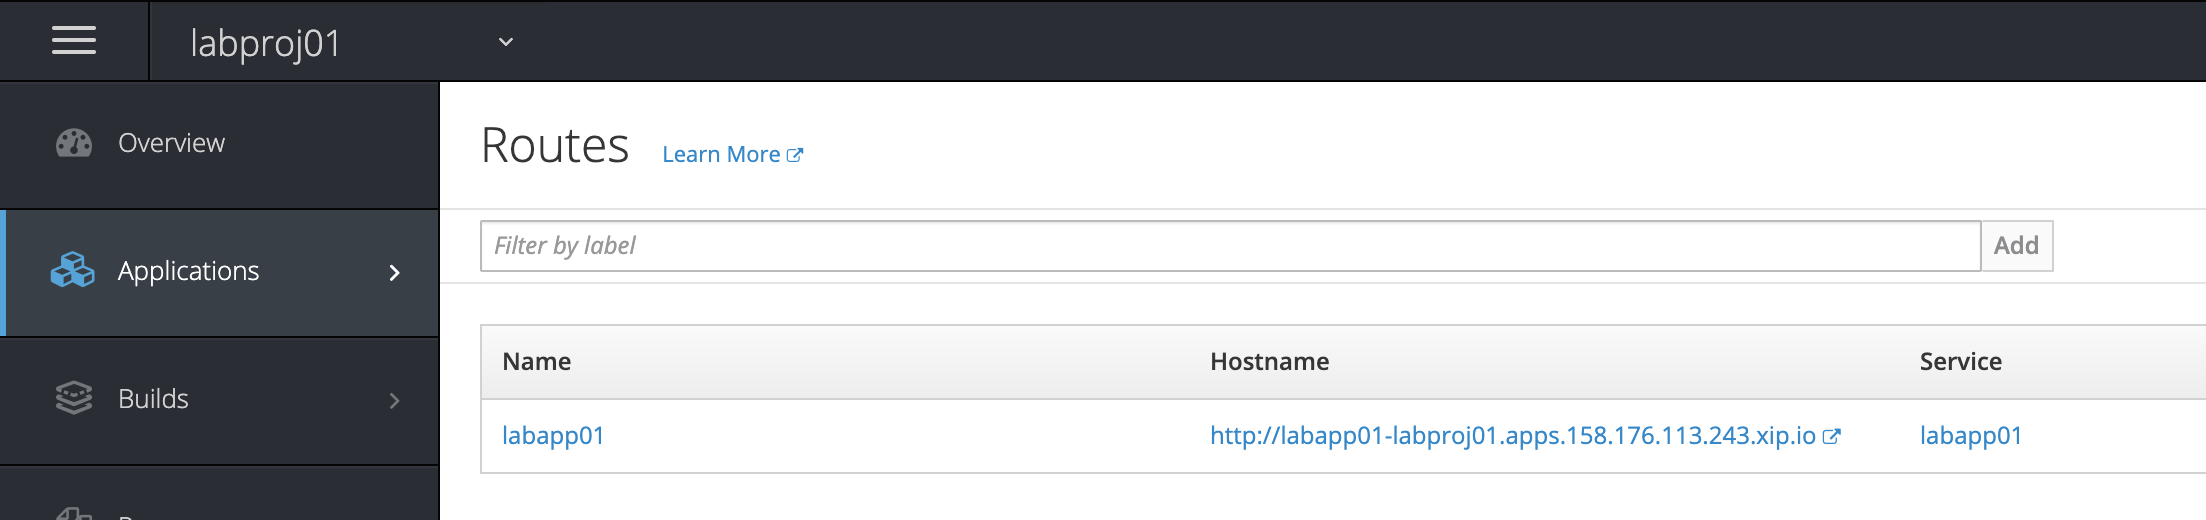 labproj01
Overview
Applications
Builds
Routes Learn More
Filter by label Add
Name Hostname Service
labapp01 http://labapp01-labproj01.apps.158.176.113.243.xip.io labapp01